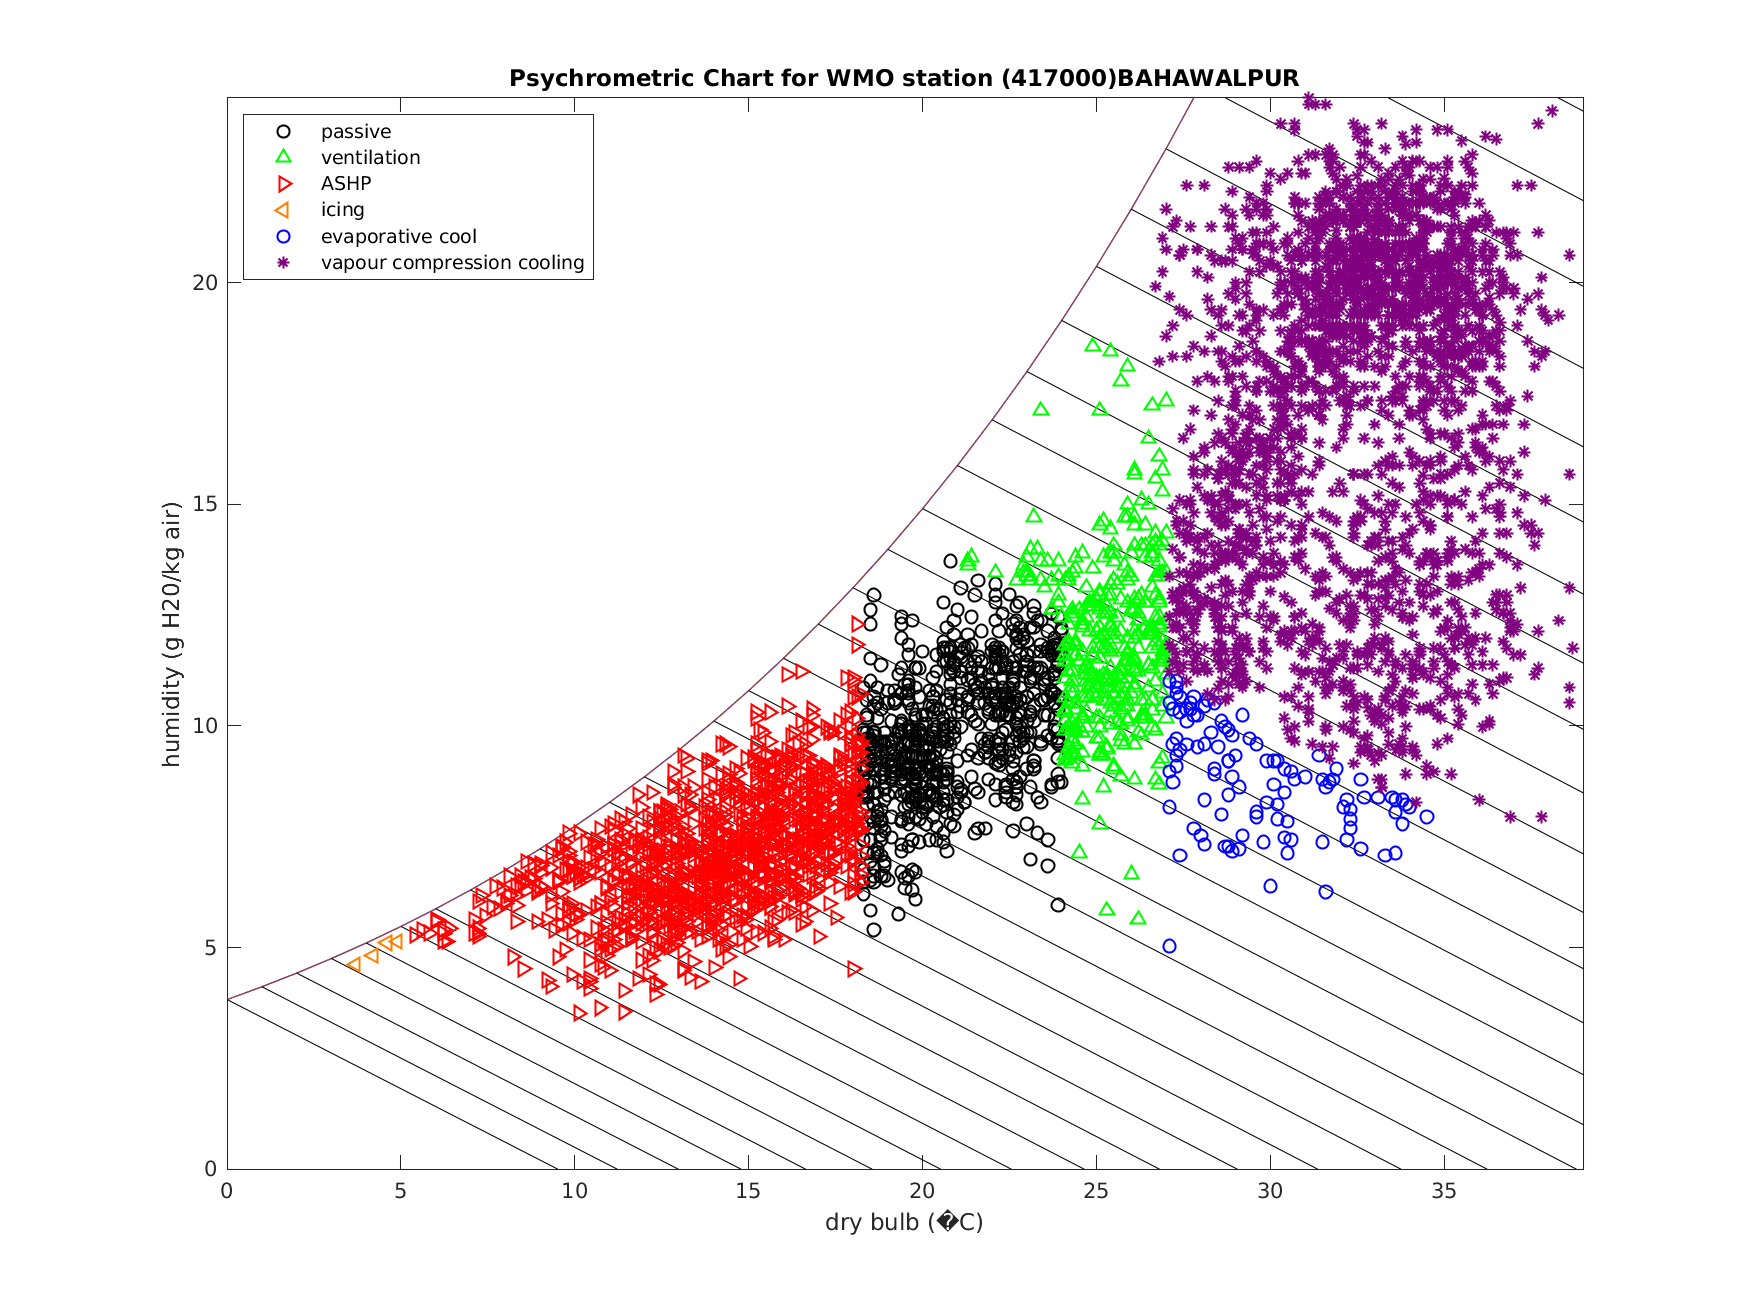 Psychrometric Chart for WMO station (417000)BAHAWALPUR
passive
ventilation
ASHP
icing
evaporative cool
vapour compression cooling
humidity (g H20/kg air)
20
15
10
5
0
0 5 10 15 20 25 30 35
dry bulb (�C)